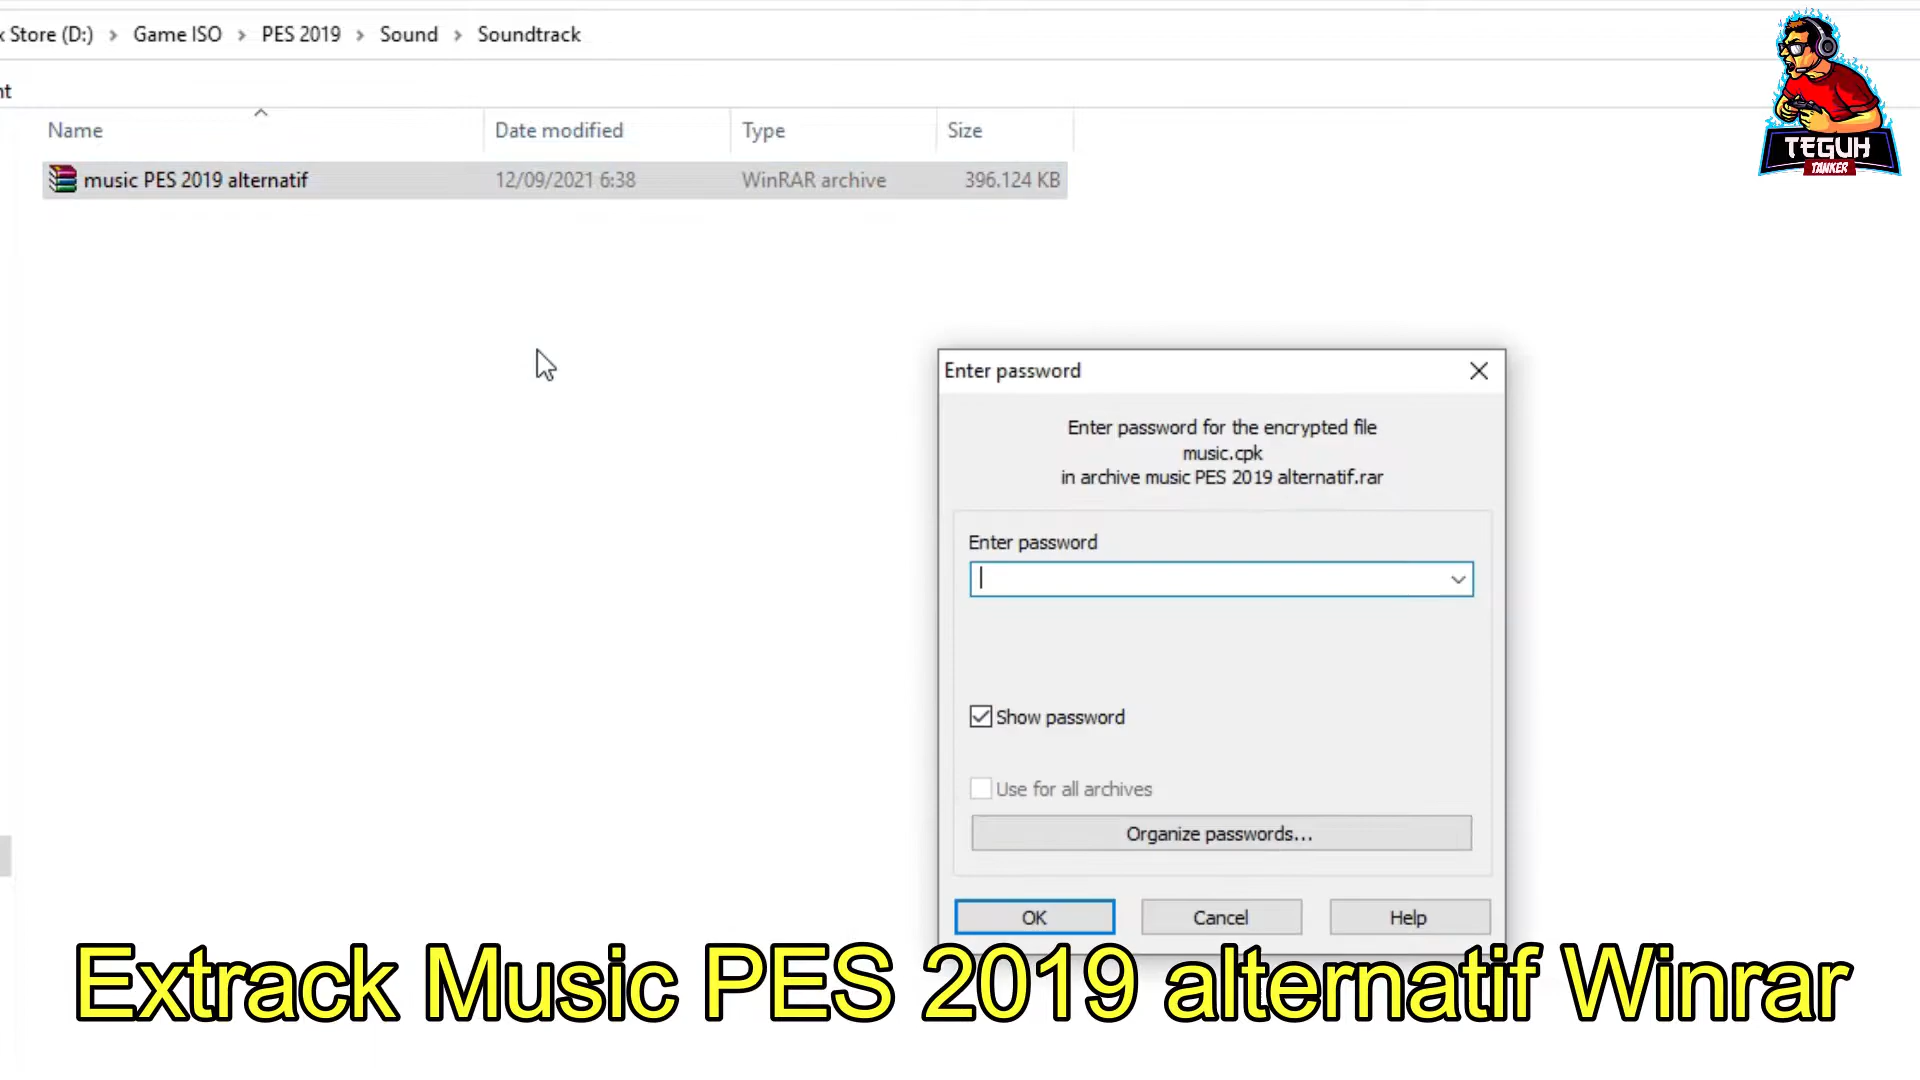 x Store (D:) > Game ISO > PES 2019 > Sound > Soundtrack
nt
Name Date modified Type Size
music PES 2019 alternatif 12/09/2021 6:38 WinRAR archive 396.124 KB
TEGUH
TANKER
Enter password
Enter password for the encrypted file
music.cpk
in archive music PES 2019 alternatif.rar
Enter password
Show password
Use for all archives
Organize passwords...
OK Cancel Help
Extrack Music PES 2019 alternatif Winrar